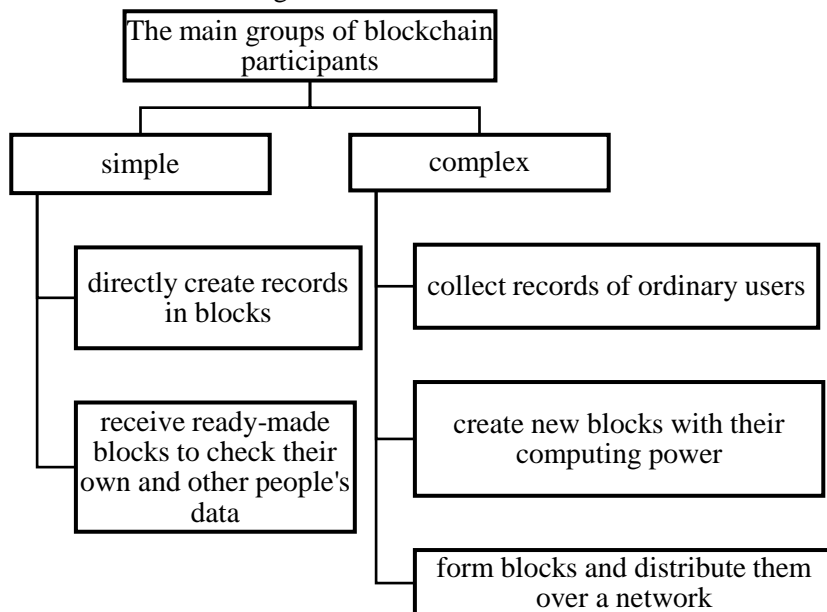 The main groups of blockchain
participants
simple
complex
directly create records
in blocks
receive ready-made
blocks to check their
own and other people's
data
collect records of ordinary users
create new blocks with their
computing power
form blocks and distribute them
over a network